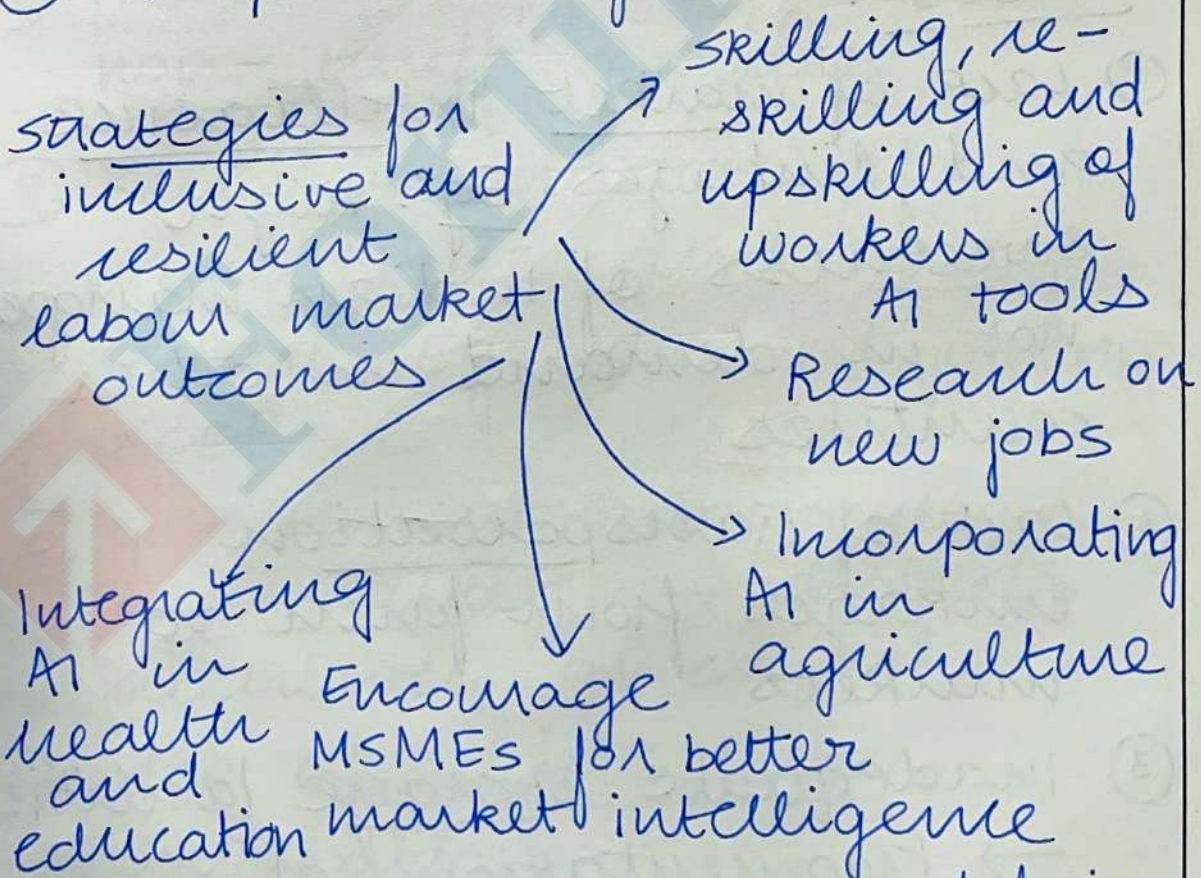 strategies for
inclusive and
resilient
labour market
outcomes
skilling, re-
skilling and
upskilling of
workers in
AI tools
Research on
new jobs
Incorporating
AI in
agriculture
Encourage
MSMEs for better
market intelligence
Integrating
AI in
health
and
education
Forum